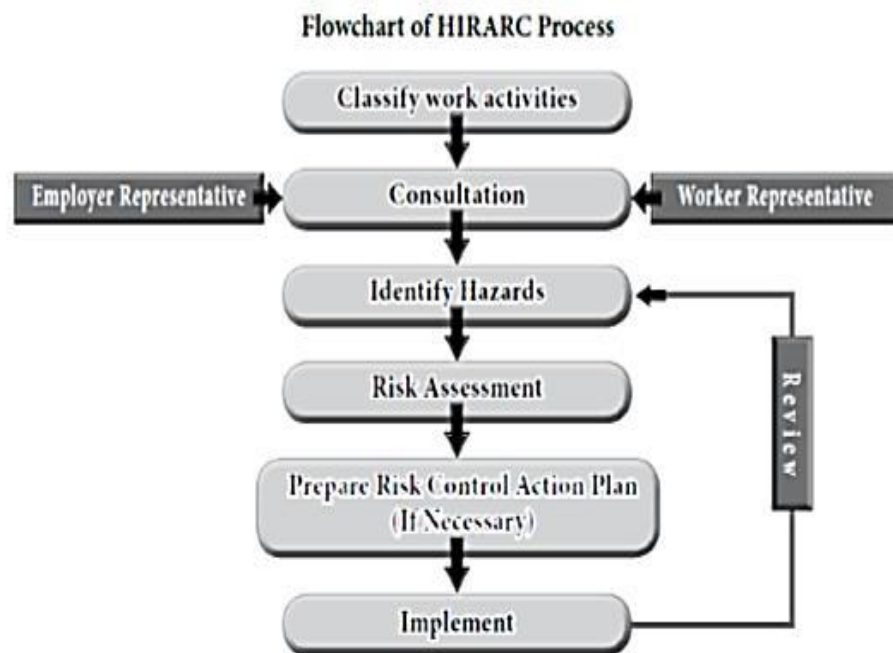 Flowchart of HIRARC Process
Classify work activities
Employer Representative
Consultation
Worker Representative
Identify Hazards
Risk Assessment
Review
Prepare Risk Control Action Plan
(If Necessary)
Implement